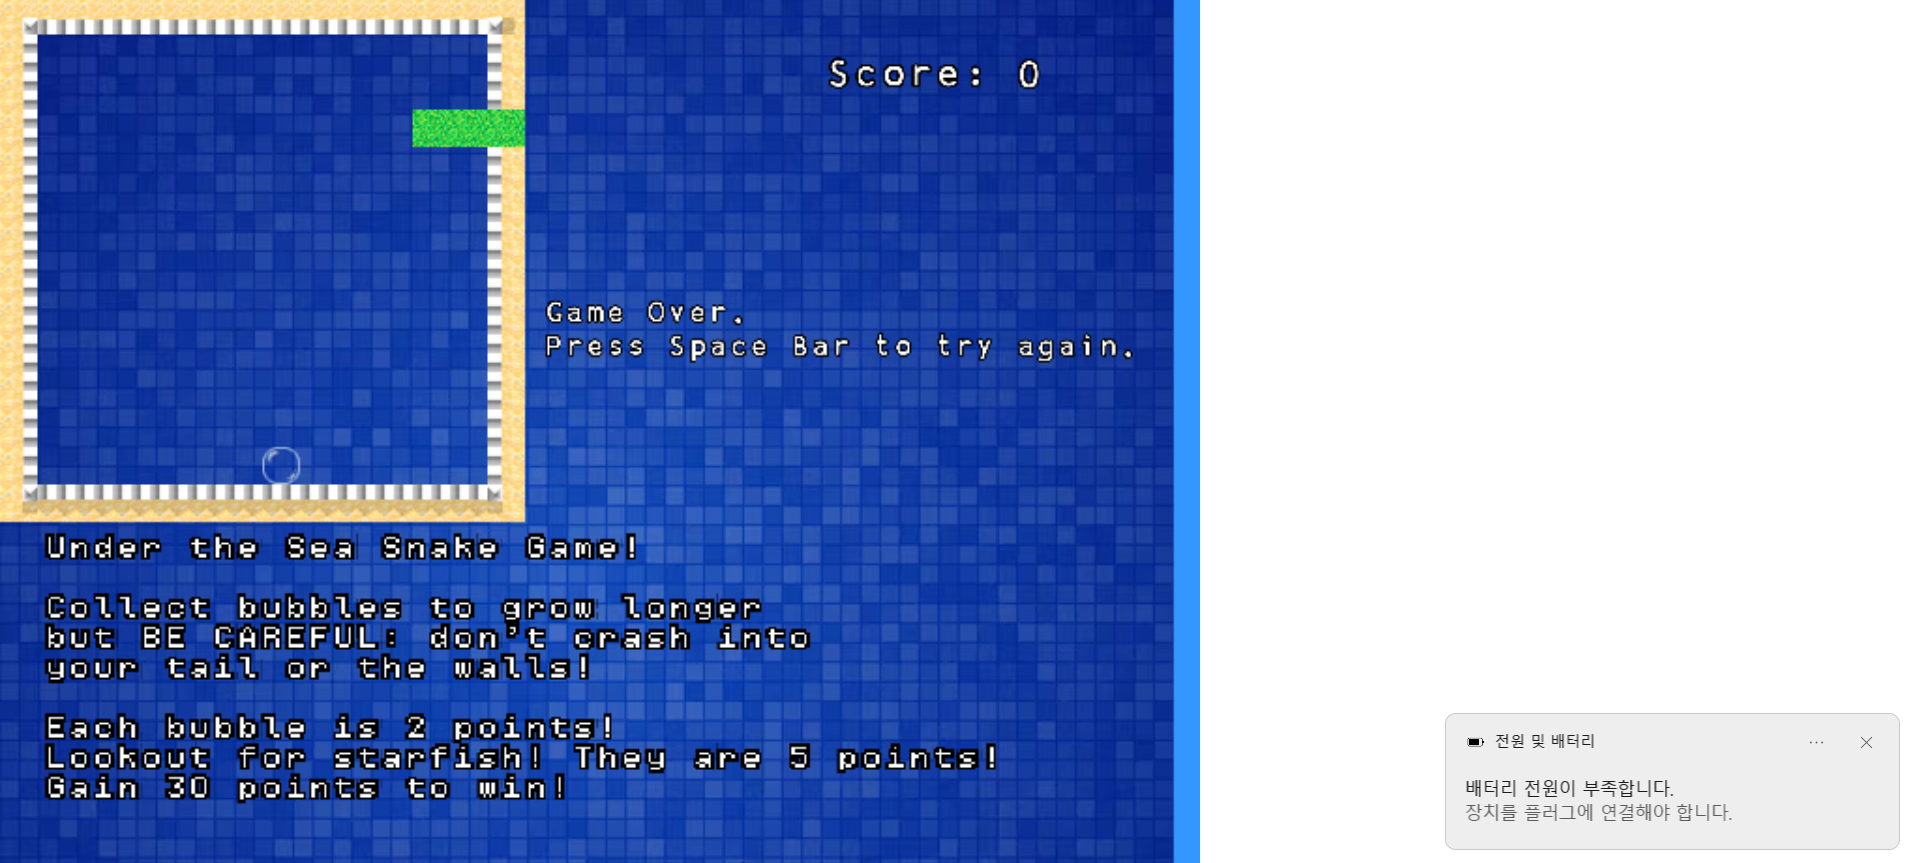 Score: 0
Game Over.
Press Space Bar to try again.
Under the Sea Snake Game!
Collect bubbles to grow longer
but BE CAREFUL: don't crash into
your tail or the walls!
Each bubble is 2 points!
Lookout for starfish! They are 5 points!
Gain 30 points to win!
전원 및 배터리
배터리 전원이 부족합니다.
장치를 플러그에 연결해야 합니다.